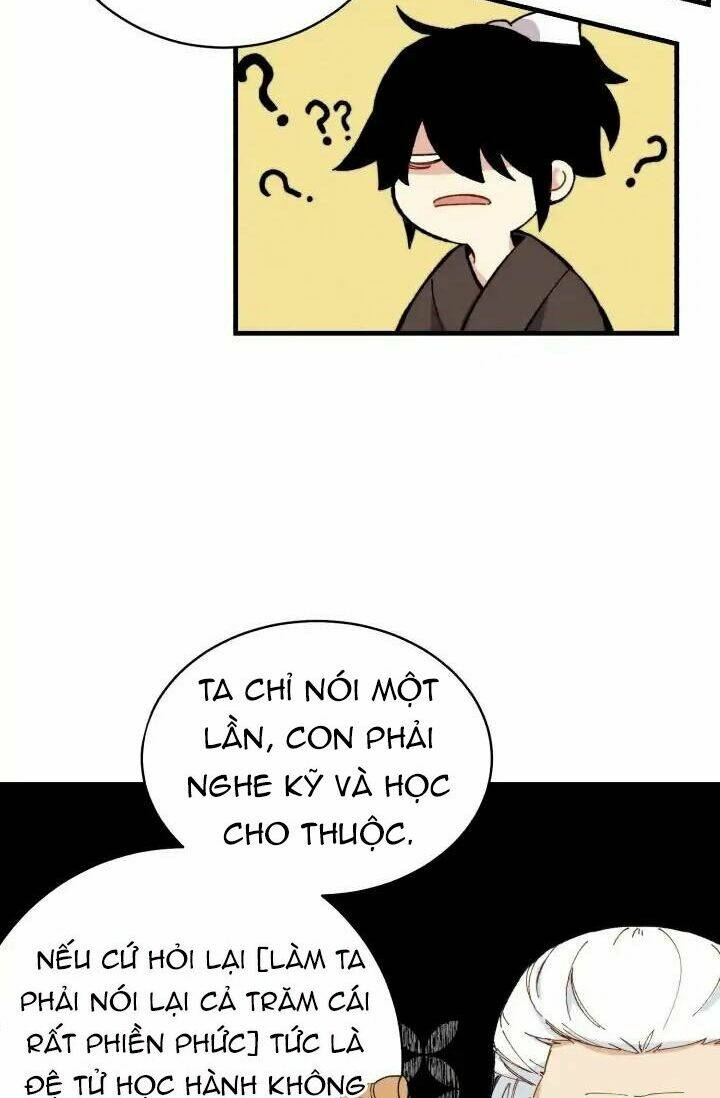 ? ? ? ? ?
TA CHỈ NÓI MỘT
LẦN, CON PHẢI
NGHE KỸ VÀ HỌC
CHO THUỘC.
NẾU CỨ HỎI LẠI [LÀM TA
PHẢI NÓI LẠI CẢ TRĂM CÁI
RẤT PHIỀN PHỨC] TỨC LÀ
ĐỆ TỬ HỌC HÀNH KHÔNG